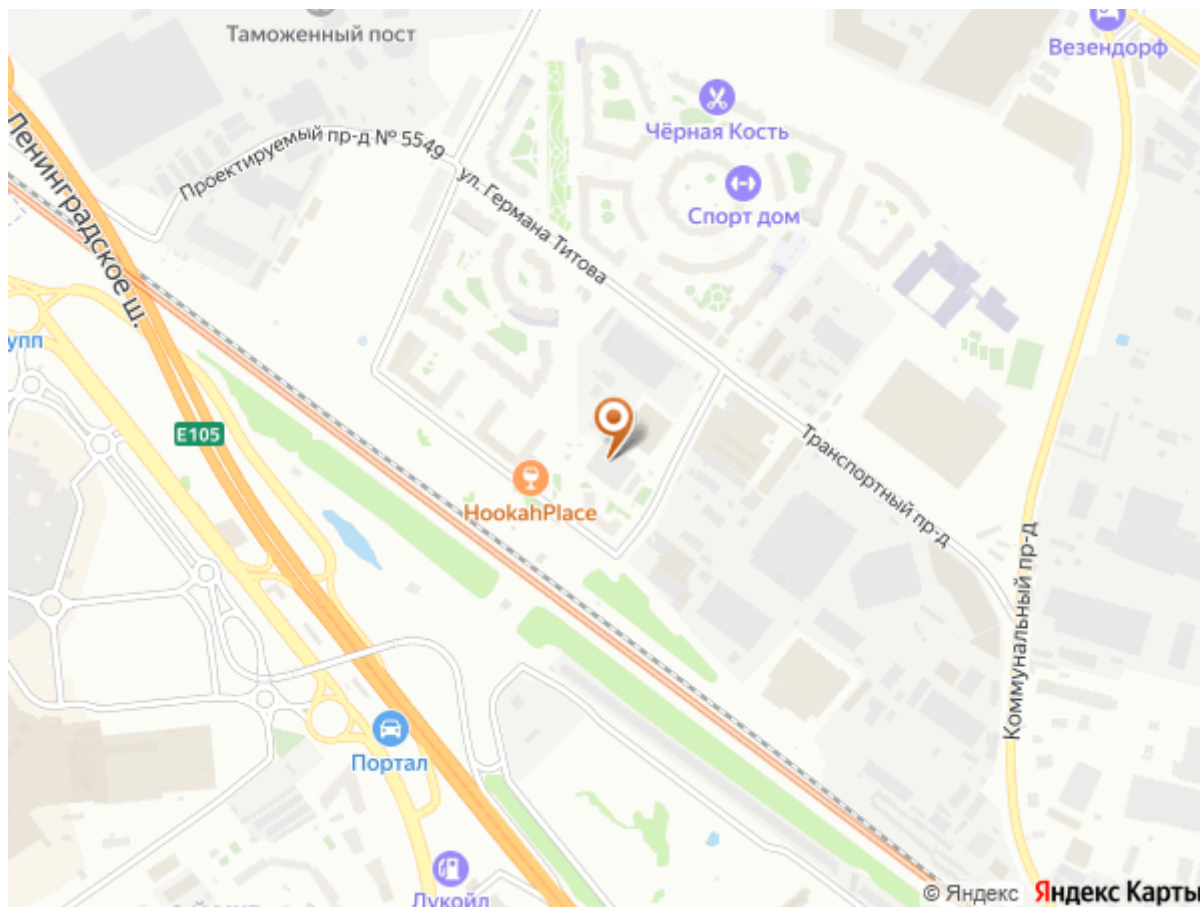 Таможенный пост
Везендорф
Чёрная Кость
Проектируемый пр-д № 5549
ул. Германа Титова
Спорт дом
Ленинградское ш.
упп
E105
HookahPlace
Транспортный пр-д
Коммунальный пр-д
Портал
Лукойл
© Яндекс Яндекс Карты